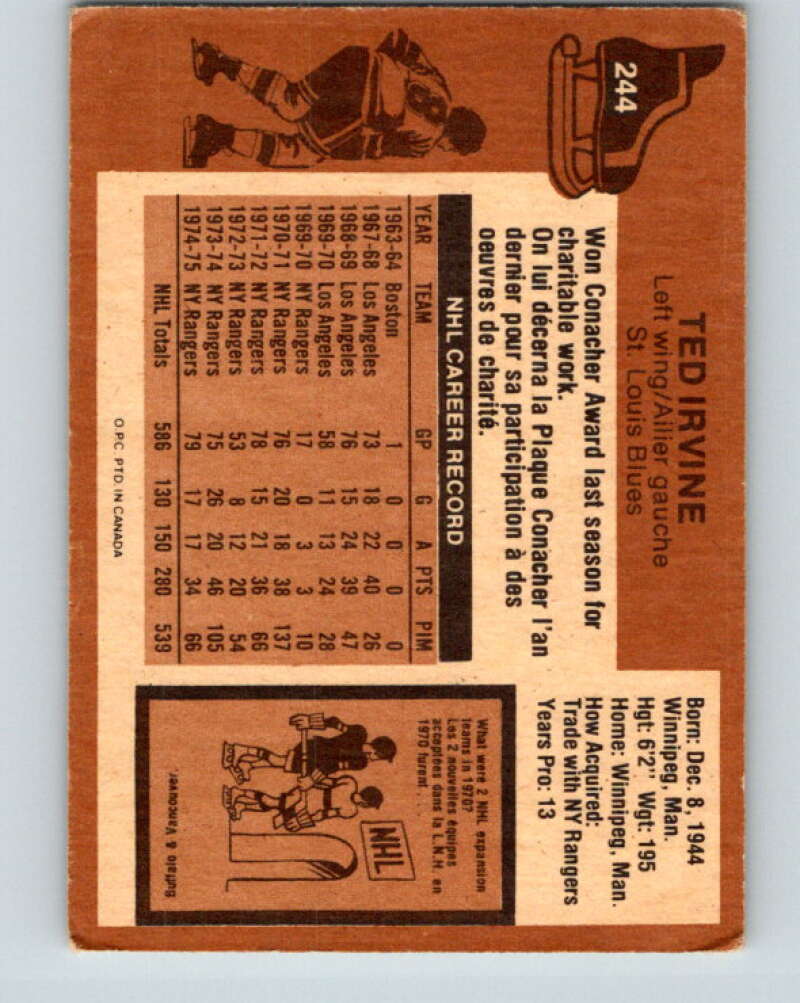 244
TED IRVINE
Left wing/Ailier gauche
St. Louis Blues
Won Conacher Award last season for
charitable work.
On lui décerna la Plaque Conacher l'an
dernier pour sa participation à des
oeuvres de charité.
NHL CAREER RECORD
YEAR TEAM GP G A PTS PIM
1963-64 Boston 1 0 0 0 0
1967-68 Los Angeles 73 18 22 40 26
1968-69 Los Angeles 76 15 24 39 47
1969-70 Los Angeles 58 11 13 24 28
1969-70 NY Rangers 17 0 3 3 10
1970-71 NY Rangers 76 20 18 38 137
1971-72 NY Rangers 78 15 21 36 66
1972-73 NY Rangers 53 8 12 20 54
1973-74 NY Rangers 75 26 20 46 105
1974-75 NY Rangers 79 17 17 34 66
NHL Totals 586 130 150 280 539
O.P.C. PTD. IN CANADA
Born: Dec. 8, 1944
Winnipeg, Man.
Hgt: 6'2" Wgt: 195
Home: Winnipeg, Man.
How Acquired:
Trade with NY Rangers
Years Pro: 13
What were 2 NHL expansion
teams in 1970?
Les 2 nouvelles équipes
acceptées dans la L.N.H. en
1970 furent...
NHL
Buffalo & Vancouver.
8